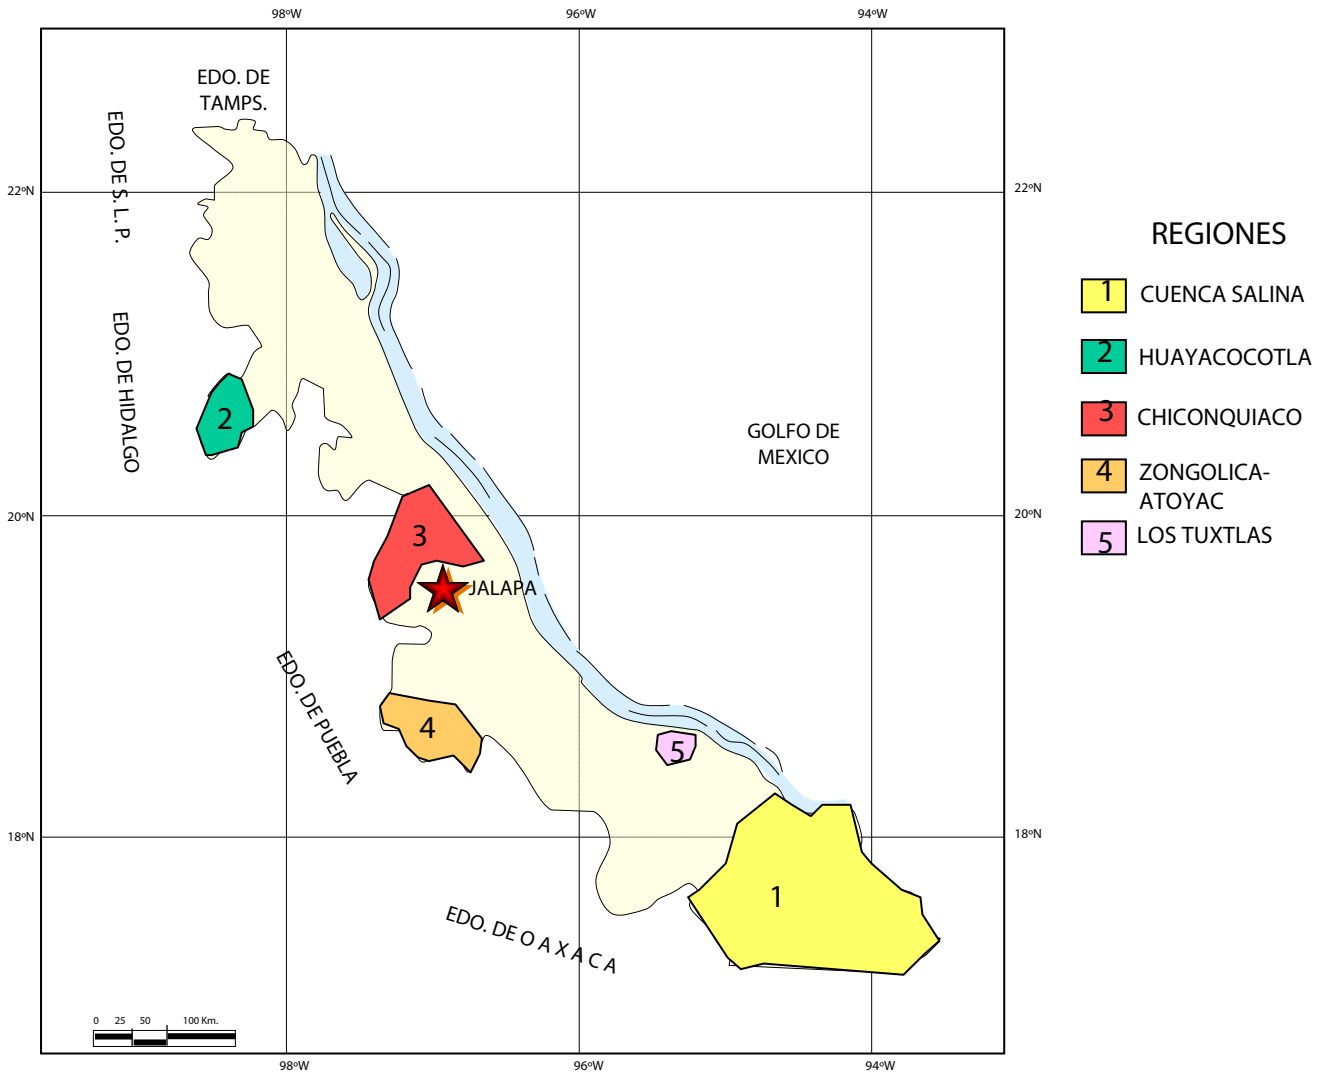 98ºW
96ºW
94ºW
EDO. DE
TAMPS.
EDO. DE S. L. P.
22ºN
22ºN
REGIONES
1 CUENCA SALINA
EDO. DE HIDALGO
2 HUAYACOCOTLA
2
3 CHICONQUIACO
GOLFO DE
MEXICO
4 ZONGOLICA-
ATOYAC
20ºN
20ºN
3
5 LOS TUXTLAS
JALAPA
EDO. DE PUEBLA
4
5
18ºN
18ºN
1
EDO. DE O A X A C A
0 25 50 100 Km.
98ºW
96ºW
94ºW